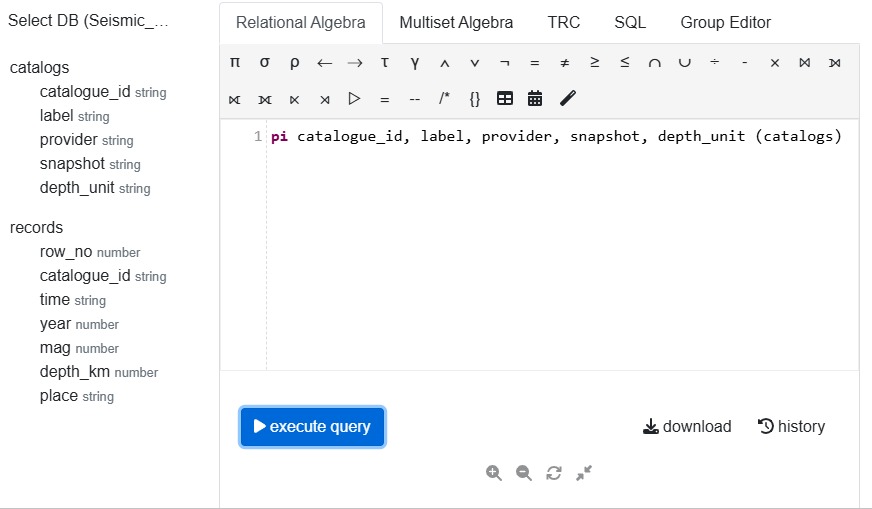 Select DB (Seismic_...
catalogs
catalogue_id string
label string
provider string
snapshot string
depth_unit string
records
row_no number
catalogue_id string
time string
year number
mag number
depth_km number
place string
Relational Algebra Multiset Algebra TRC SQL Group Editor
π σ ρ ← → τ γ ∧ ∨ ¬ = ≠ ≥ ≤ ∩ ∪ ÷ - × ⋈ ⟕
⟖ ⟗ ⋉ ⋊ ▷ = -- /* {}
1 pi catalogue_id, label, provider, snapshot, depth_unit (catalogs)
execute query
download history